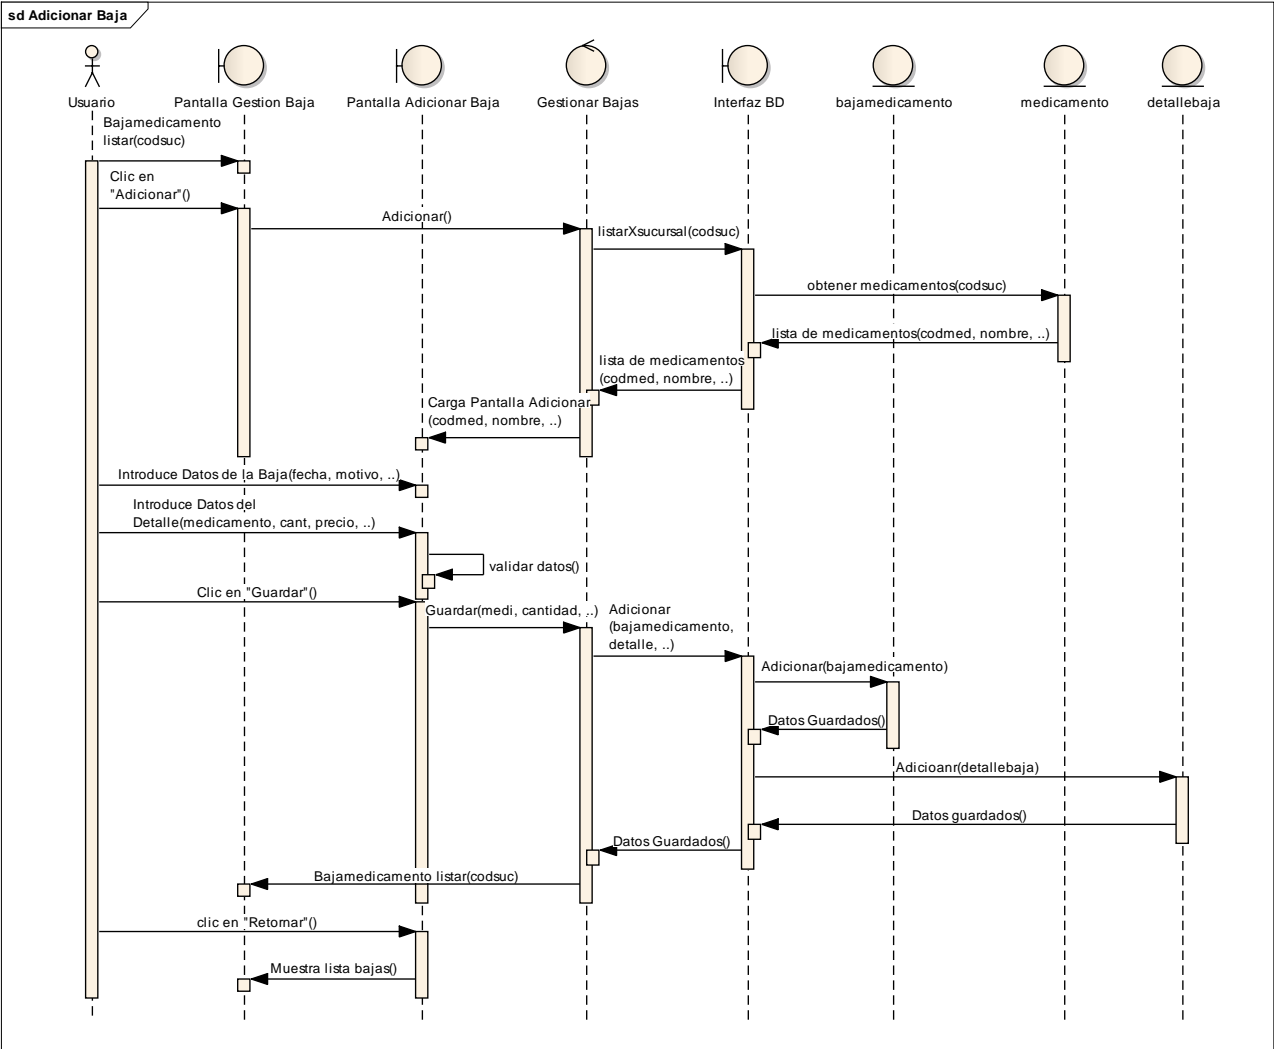 sd Adicionar Baja
Usuario
Pantalla Gestion Baja
Pantalla Adicionar Baja
Gestionar Bajas
Interfaz BD
bajamedicamento
medicamento
detallebaja
Bajamedicamento
listar(codsuc)
Clic en
"Adicionar"()
Adicionar()
listarXsucursal(codsuc)
obtener medicamentos(codsuc)
lista de medicamentos(codmed, nombre, ..)
lista de medicamentos
(codmed, nombre, ..)
Carga Pantalla Adicionar
(codmed, nombre, ..)
Introduce Datos de la Baja(fecha, motivo, ..)
Introduce Datos del
Detalle(medicamento, cant, precio, ..)
validar datos()
Clic en "Guardar"()
Guardar(medi, cantidad, ..)
Adicionar
(bajamedicamento,
detalle, ..)
Adicionar(bajamedicamento)
Datos Guardados()
Adicioanr(detallebaja)
Datos guardados()
Datos Guardados()
Bajamedicamento listar(codsuc)
clic en "Retornar"()
Muestra lista bajas()